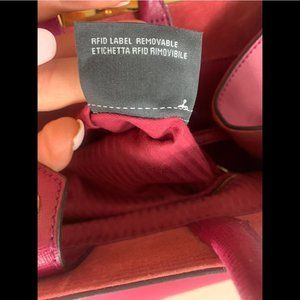 RFID LABEL REMOVABLE
ETICHETTA RFID RIMOVIBILE